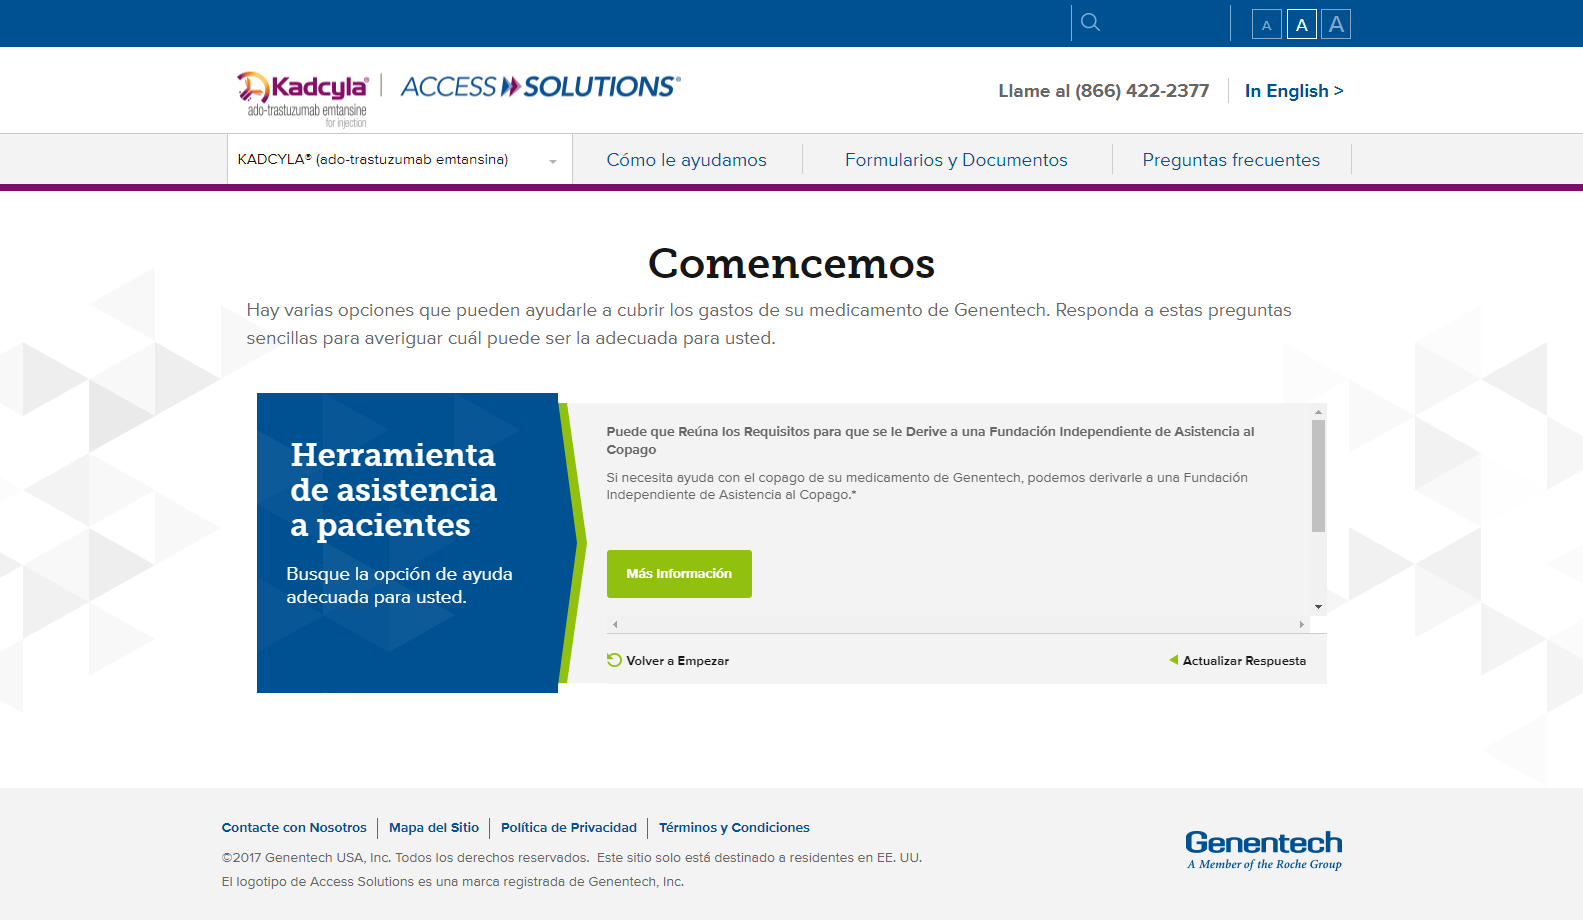 A A A
Kadcyla®
ado-trastuzumab emtansine
for injection
ACCESS SOLUTIONS®
Llame al (866) 422-2377
In English >
KADCYLA® (ado-trastuzumab emtansina)
Cómo le ayudamos
Formularios y Documentos
Preguntas frecuentes
Comencemos
Hay varias opciones que pueden ayudarle a cubrir los gastos de su medicamento de Genentech. Responda a estas preguntas
sencillas para averiguar cuál puede ser la adecuada para usted.
Herramienta
de asistencia
a pacientes
Busque la opción de ayuda
adecuada para usted.
Puede que Reúna los Requisitos para que se le Derive a una Fundación Independiente de Asistencia al
Copago
Si necesita ayuda con el copago de su medicamento de Genentech, podemos derivarle a una Fundación
Independiente de Asistencia al Copago.*
Más Información
Volver a Empezar
Actualizar Respuesta
Contacte con Nosotros
Mapa del Sitio
Política de Privacidad
Términos y Condiciones
©2017 Genentech USA, Inc. Todos los derechos reservados. Este sitio solo está destinado a residentes en EE. UU.
El logotipo de Access Solutions es una marca registrada de Genentech, Inc.
Genentech
A Member of the Roche Group